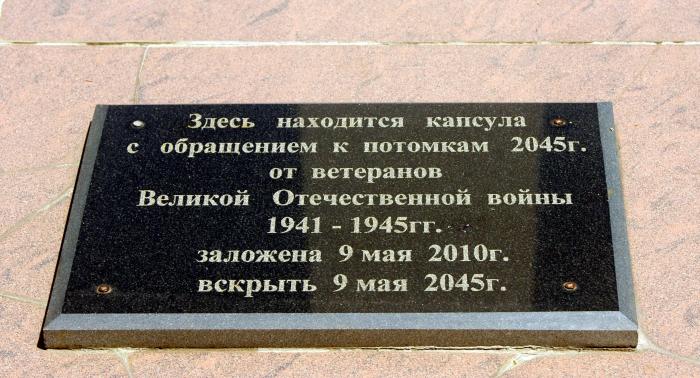 Здесь находится капсула
с обращением к потомкам 2045г.
от ветеранов
Великой Отечественной войны
1941 - 1945гг.
заложена 9 мая 2010г.
вскрыть 9 мая 2045г.